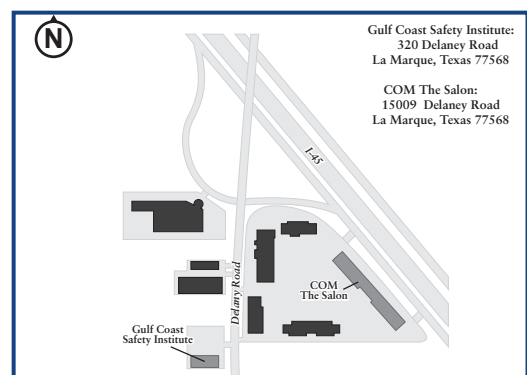 N
Gulf Coast Safety Institute:
320 Delaney Road
La Marque, Texas 77568
COM The Salon:
15009 Delaney Road
La Marque, Texas 77568
I-45
Delany Road
COM
The Salon
Gulf Coast
Safety Institute